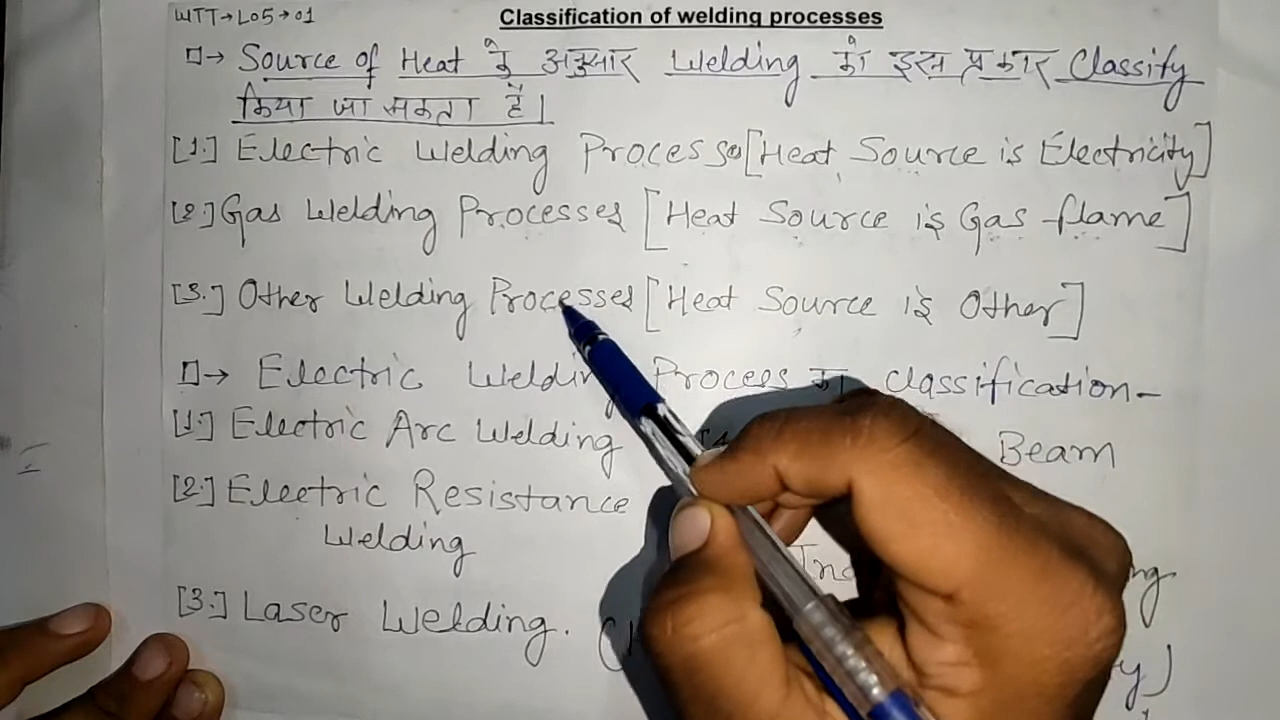 WTT→L05→01
Classification of welding processes
□→ Source of Heat के अनुसार Welding को इस प्रकार Classify
किया जा सकता है।
[1.] Electric Welding Process [Heat Source is Electricity]
[2.] Gas Welding Processes [Heat Source is Gas flame]
[3.] Other Welding Processes [Heat Source is Other]
□→ Electric Welding Process का classification-
[1.] Electric Arc Welding
Beam
[2.] Electric Resistance
Welding
[3.] Laser Welding.